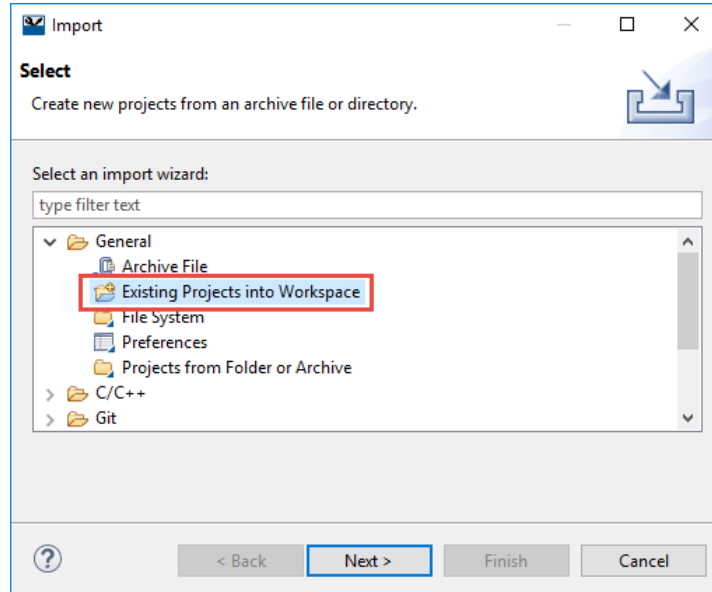 Import
Select
Create new projects from an archive file or directory.
Select an import wizard:
type filter text
General
Archive File
Existing Projects into Workspace
File System
Preferences
Projects from Folder or Archive
C/C++
Git
?
< Back
Next >
Finish
Cancel